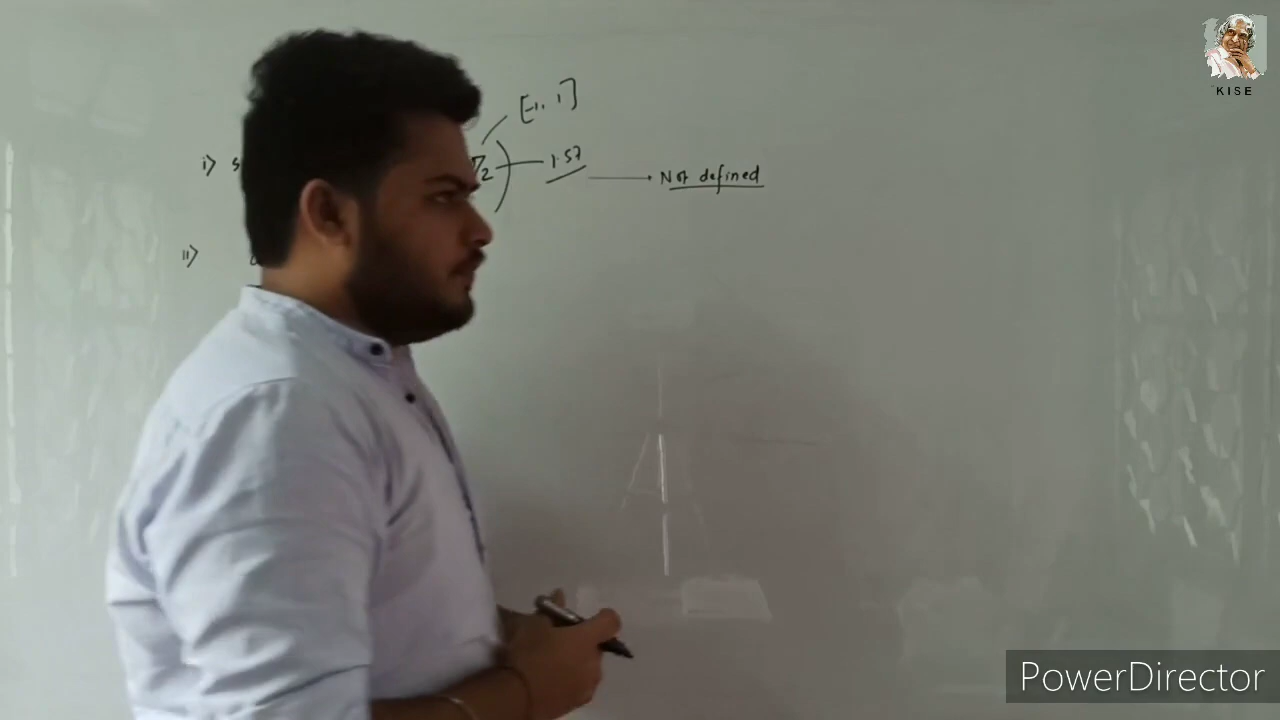 [-1, 1]
i) s π/2) 1.57 → Not defined
ii)
KISE
PowerDirector